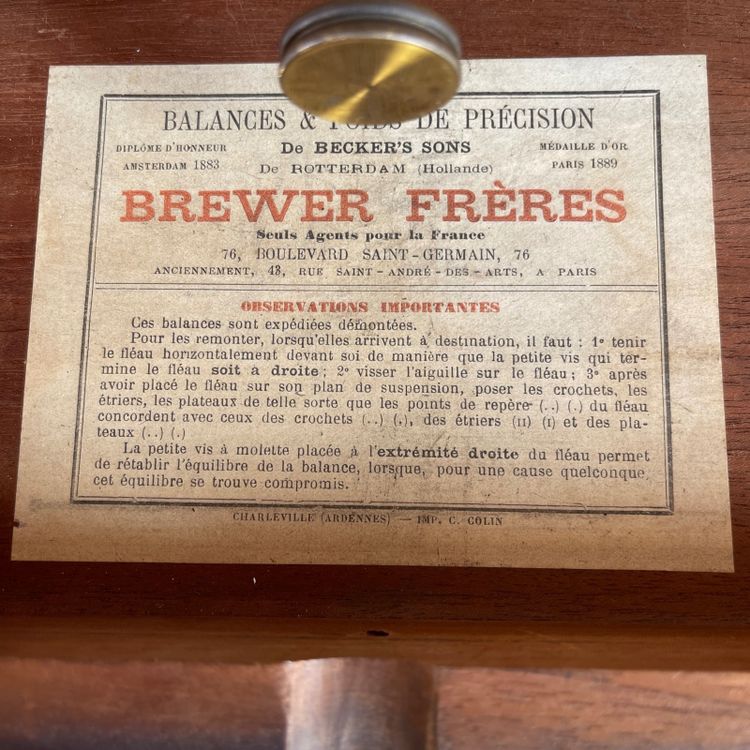 BALANCES & POIDS DE PRÉCISION
DIPLÔME D'HONNEUR
AMSTERDAM 1883
De BECKER'S SONS
De ROTTERDAM (Hollande)
MÉDAILLE D'OR
PARIS 1889
BREWER FRÈRES
Seuls Agents pour la France
76, BOULEVARD SAINT-GERMAIN, 76
ANCIENNEMENT, 43, RUE SAINT-ANDRÉ-DES-ARTS, A PARIS
OBSERVATIONS IMPORTANTES
Ces balances sont expédiées démontées.
Pour les remonter, lorsqu'elles arrivent à destination, il faut : 1º tenir
le fléau horizontalement devant soi de manière que la petite vis qui ter-
mine le fléau soit à droite ; 2º visser l'aiguille sur le fléau ; 3º après
avoir placé le fléau sur son plan de suspension, poser les crochets, les
étriers, les plateaux de telle sorte que les points de repère (..) (.) du fléau
concordent avec ceux des crochets (..) (.), des étriers (II) (I) et des pla-
teaux (..) (.)
La petite vis à molette placée à l'extrémité droite du fléau permet
de rétablir l'équilibre de la balance, lorsque, pour une cause quelconque
cet équilibre se trouve compromis.
CHARLEVILLE (ARDENNES) — IMP. C. COLIN